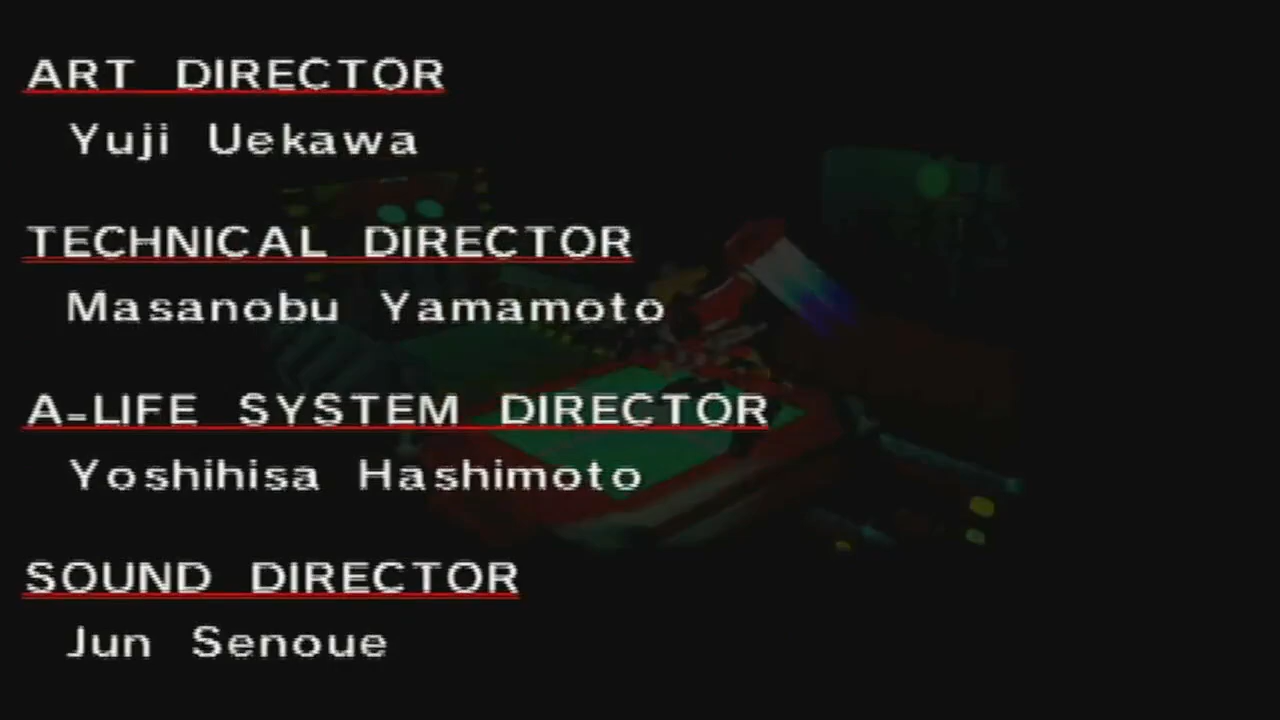 ART DIRECTOR
Yuji Uekawa
TECHNICAL DIRECTOR
Masanobu Yamamoto
A-LIFE SYSTEM DIRECTOR
Yoshihisa Hashimoto
SOUND DIRECTOR
Jun Senoue